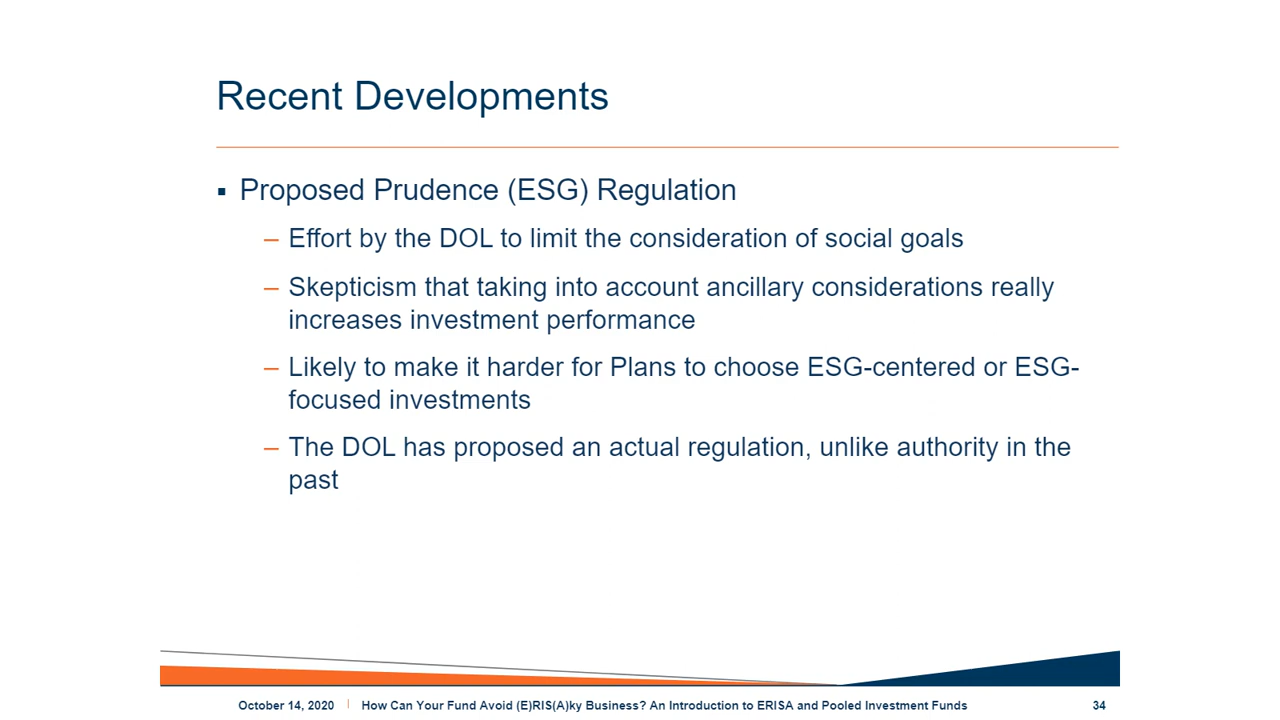 Recent Developments
▪ Proposed Prudence (ESG) Regulation
– Effort by the DOL to limit the consideration of social goals
– Skepticism that taking into account ancillary considerations really
increases investment performance
– Likely to make it harder for Plans to choose ESG-centered or ESG-
focused investments
– The DOL has proposed an actual regulation, unlike authority in the
past
October 14, 2020 | How Can Your Fund Avoid (E)RIS(A)ky Business? An Introduction to ERISA and Pooled Investment Funds 34